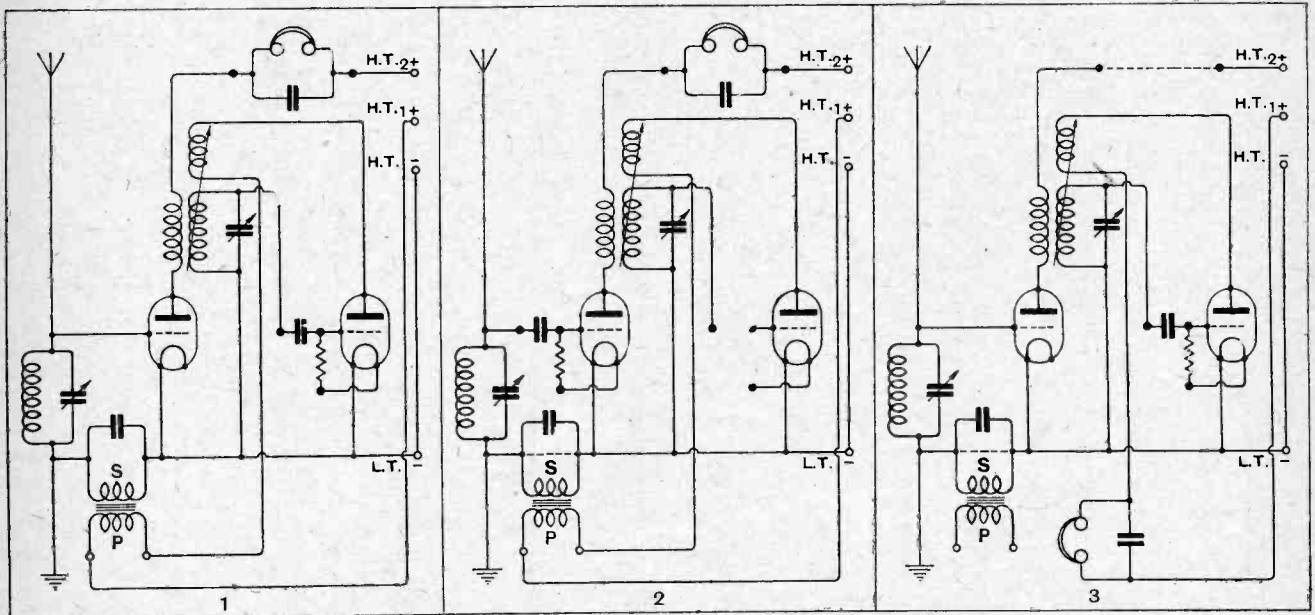 H.T.2+
H.T.1+
H.T. -
L.T. -
S
P
1
H.T.2+
H.T.1+
H.T. -
L.T. -
S
P
2
H.T.2+
H.T.1+
H.T. -
L.T. -
S
P
3